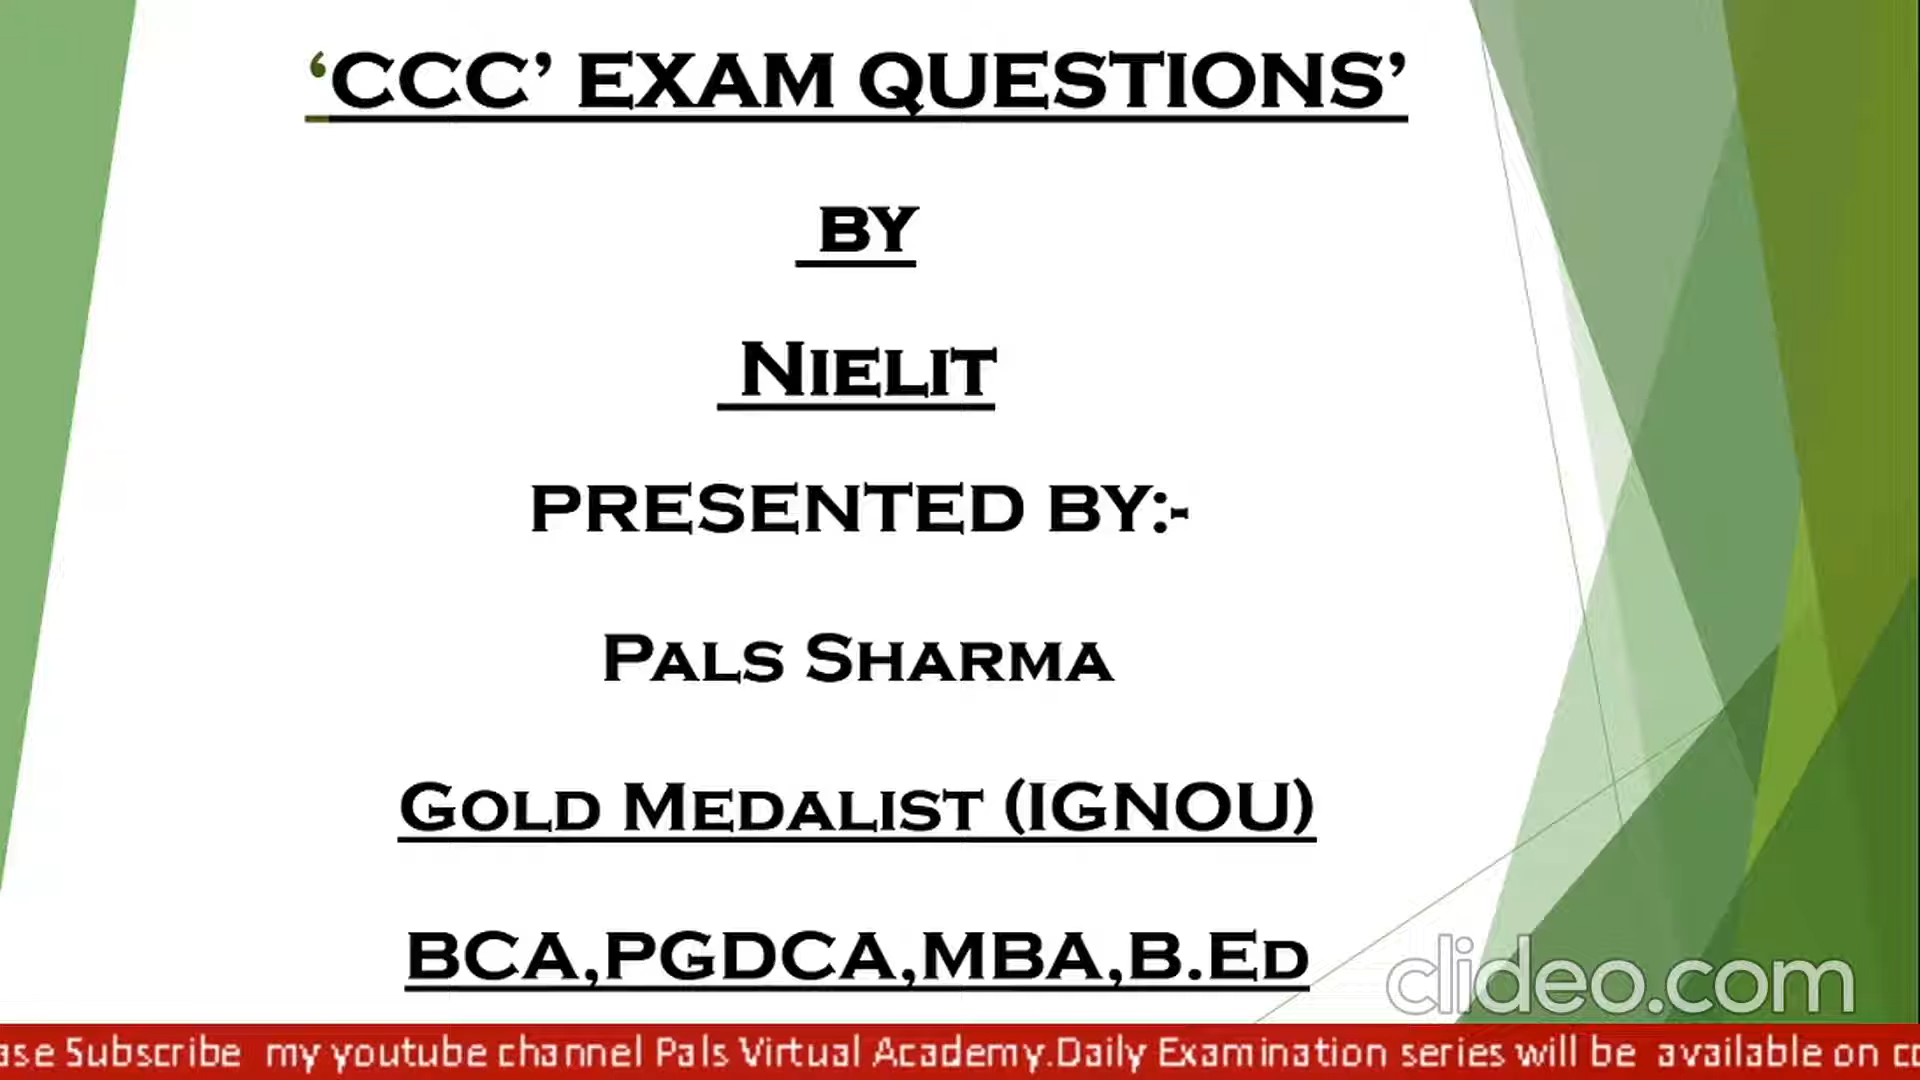 ‘CCC’ EXAM QUESTIONS’
BY
NIELIT
PRESENTED BY:-
PALS SHARMA
GOLD MEDALIST (IGNOU)
BCA,PGDCA,MBA,B.ED
clideo.com
Subscribe my youtube channel Pals Virtual Academy.Daily Examination series will be available on